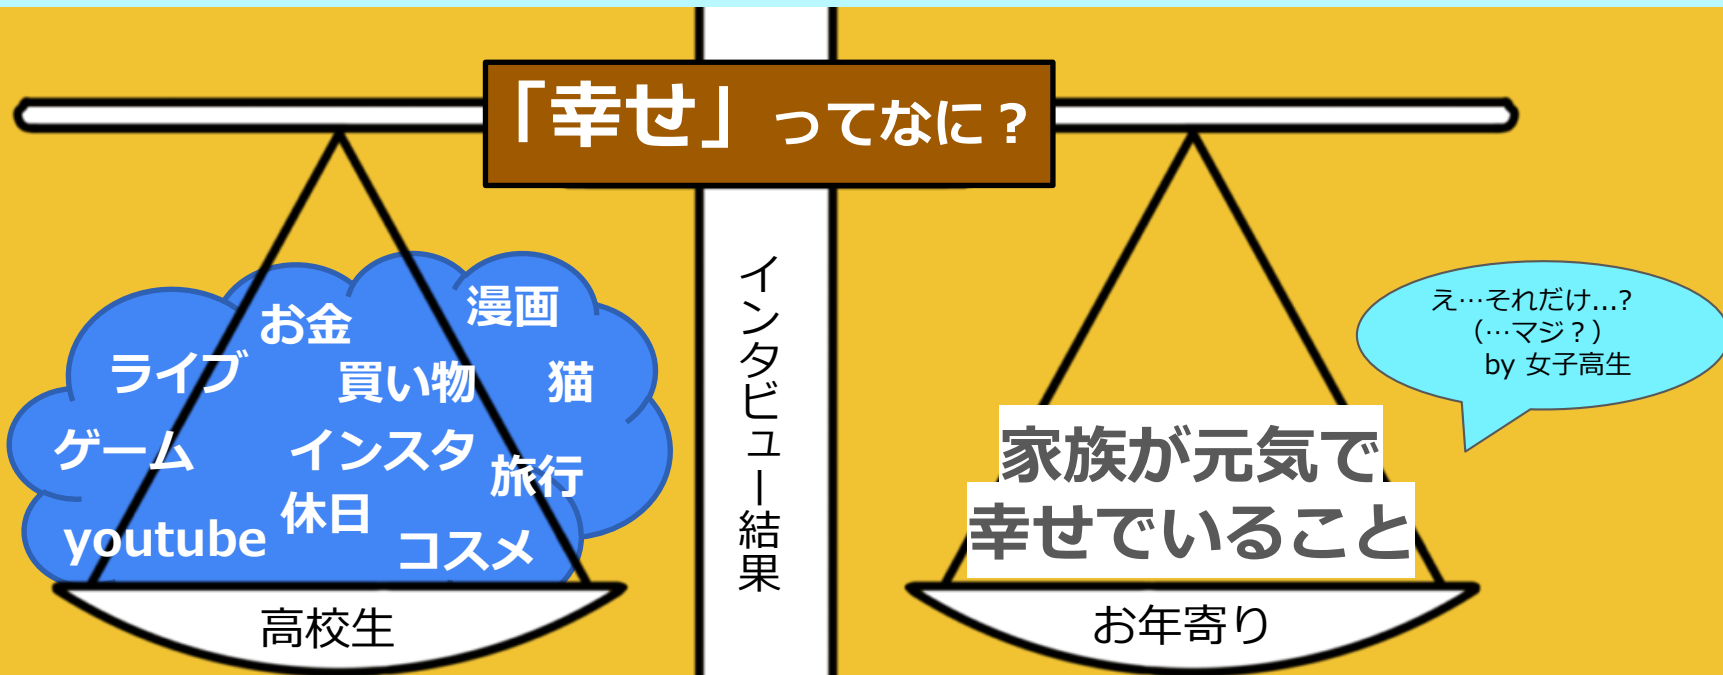 「幸せ」ってなに？
インタビュー結果
お金
漫画
ライブ
買い物
猫
ゲーム
インスタ
旅行
休日
youtube
コスメ
高校生
家族が元気で
幸せでいること
お年寄り
え…それだけ...?
（…マジ？）
by 女子高生